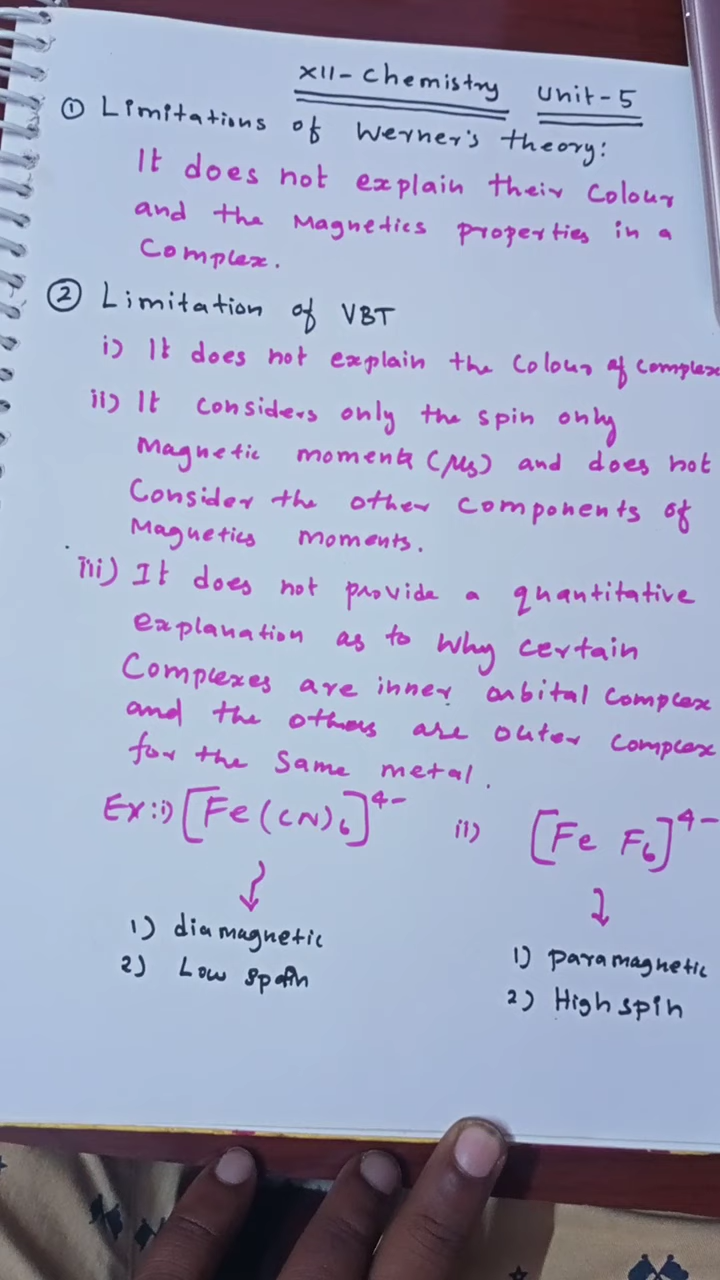 XII - Chemistry Unit - 5
① Limitations of Werner's theory:
It does not explain their Colour
and the Magnetics properties in a
Complex.
② Limitation of VBT
i) It does not explain the Colour of Complex
ii) It considers only the spin only
Magnetic moment (μs) and does not
Consider the other components of
Magnetics moments.
iii) It does not provide a quantitative
explanation as to why certain
Complexes are inner orbital Complex
and the others are outer complex
for the same metal.
Ex: i) [Fe(CN)₆]⁴⁻ ii) [Fe F₆]⁴⁻
1) diamagnetic 1) paramagnetic
2) Low spin 2) High spin